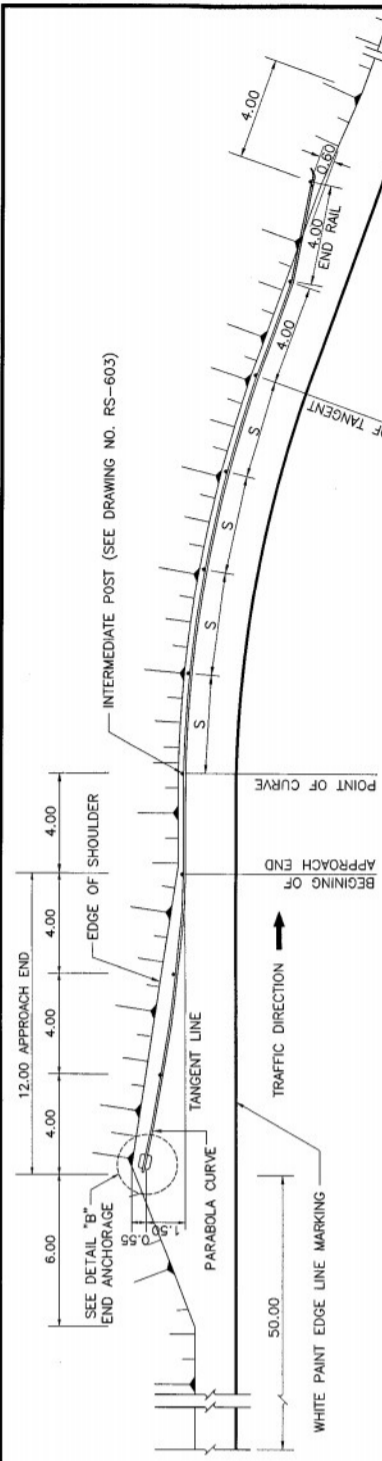 12.00 APPROACH END
6.00
4.00
4.00
4.00
4.00
SEE DETAIL "B"
END ANCHORAGE
EDGE OF SHOULDER
INTERMEDIATE POST (SEE DRAWING NO. RS-603)
0.55
1.50
TANGENT LINE
PARABOLA CURVE
S
S
S
S
4.00
4.00
END RAIL
0.60
4.00
BEGINING OF
APPROACH END
POINT OF CURVE
OF TANGENT
TRAFFIC DIRECTION
50.00
WHITE PAINT EDGE LINE MARKING